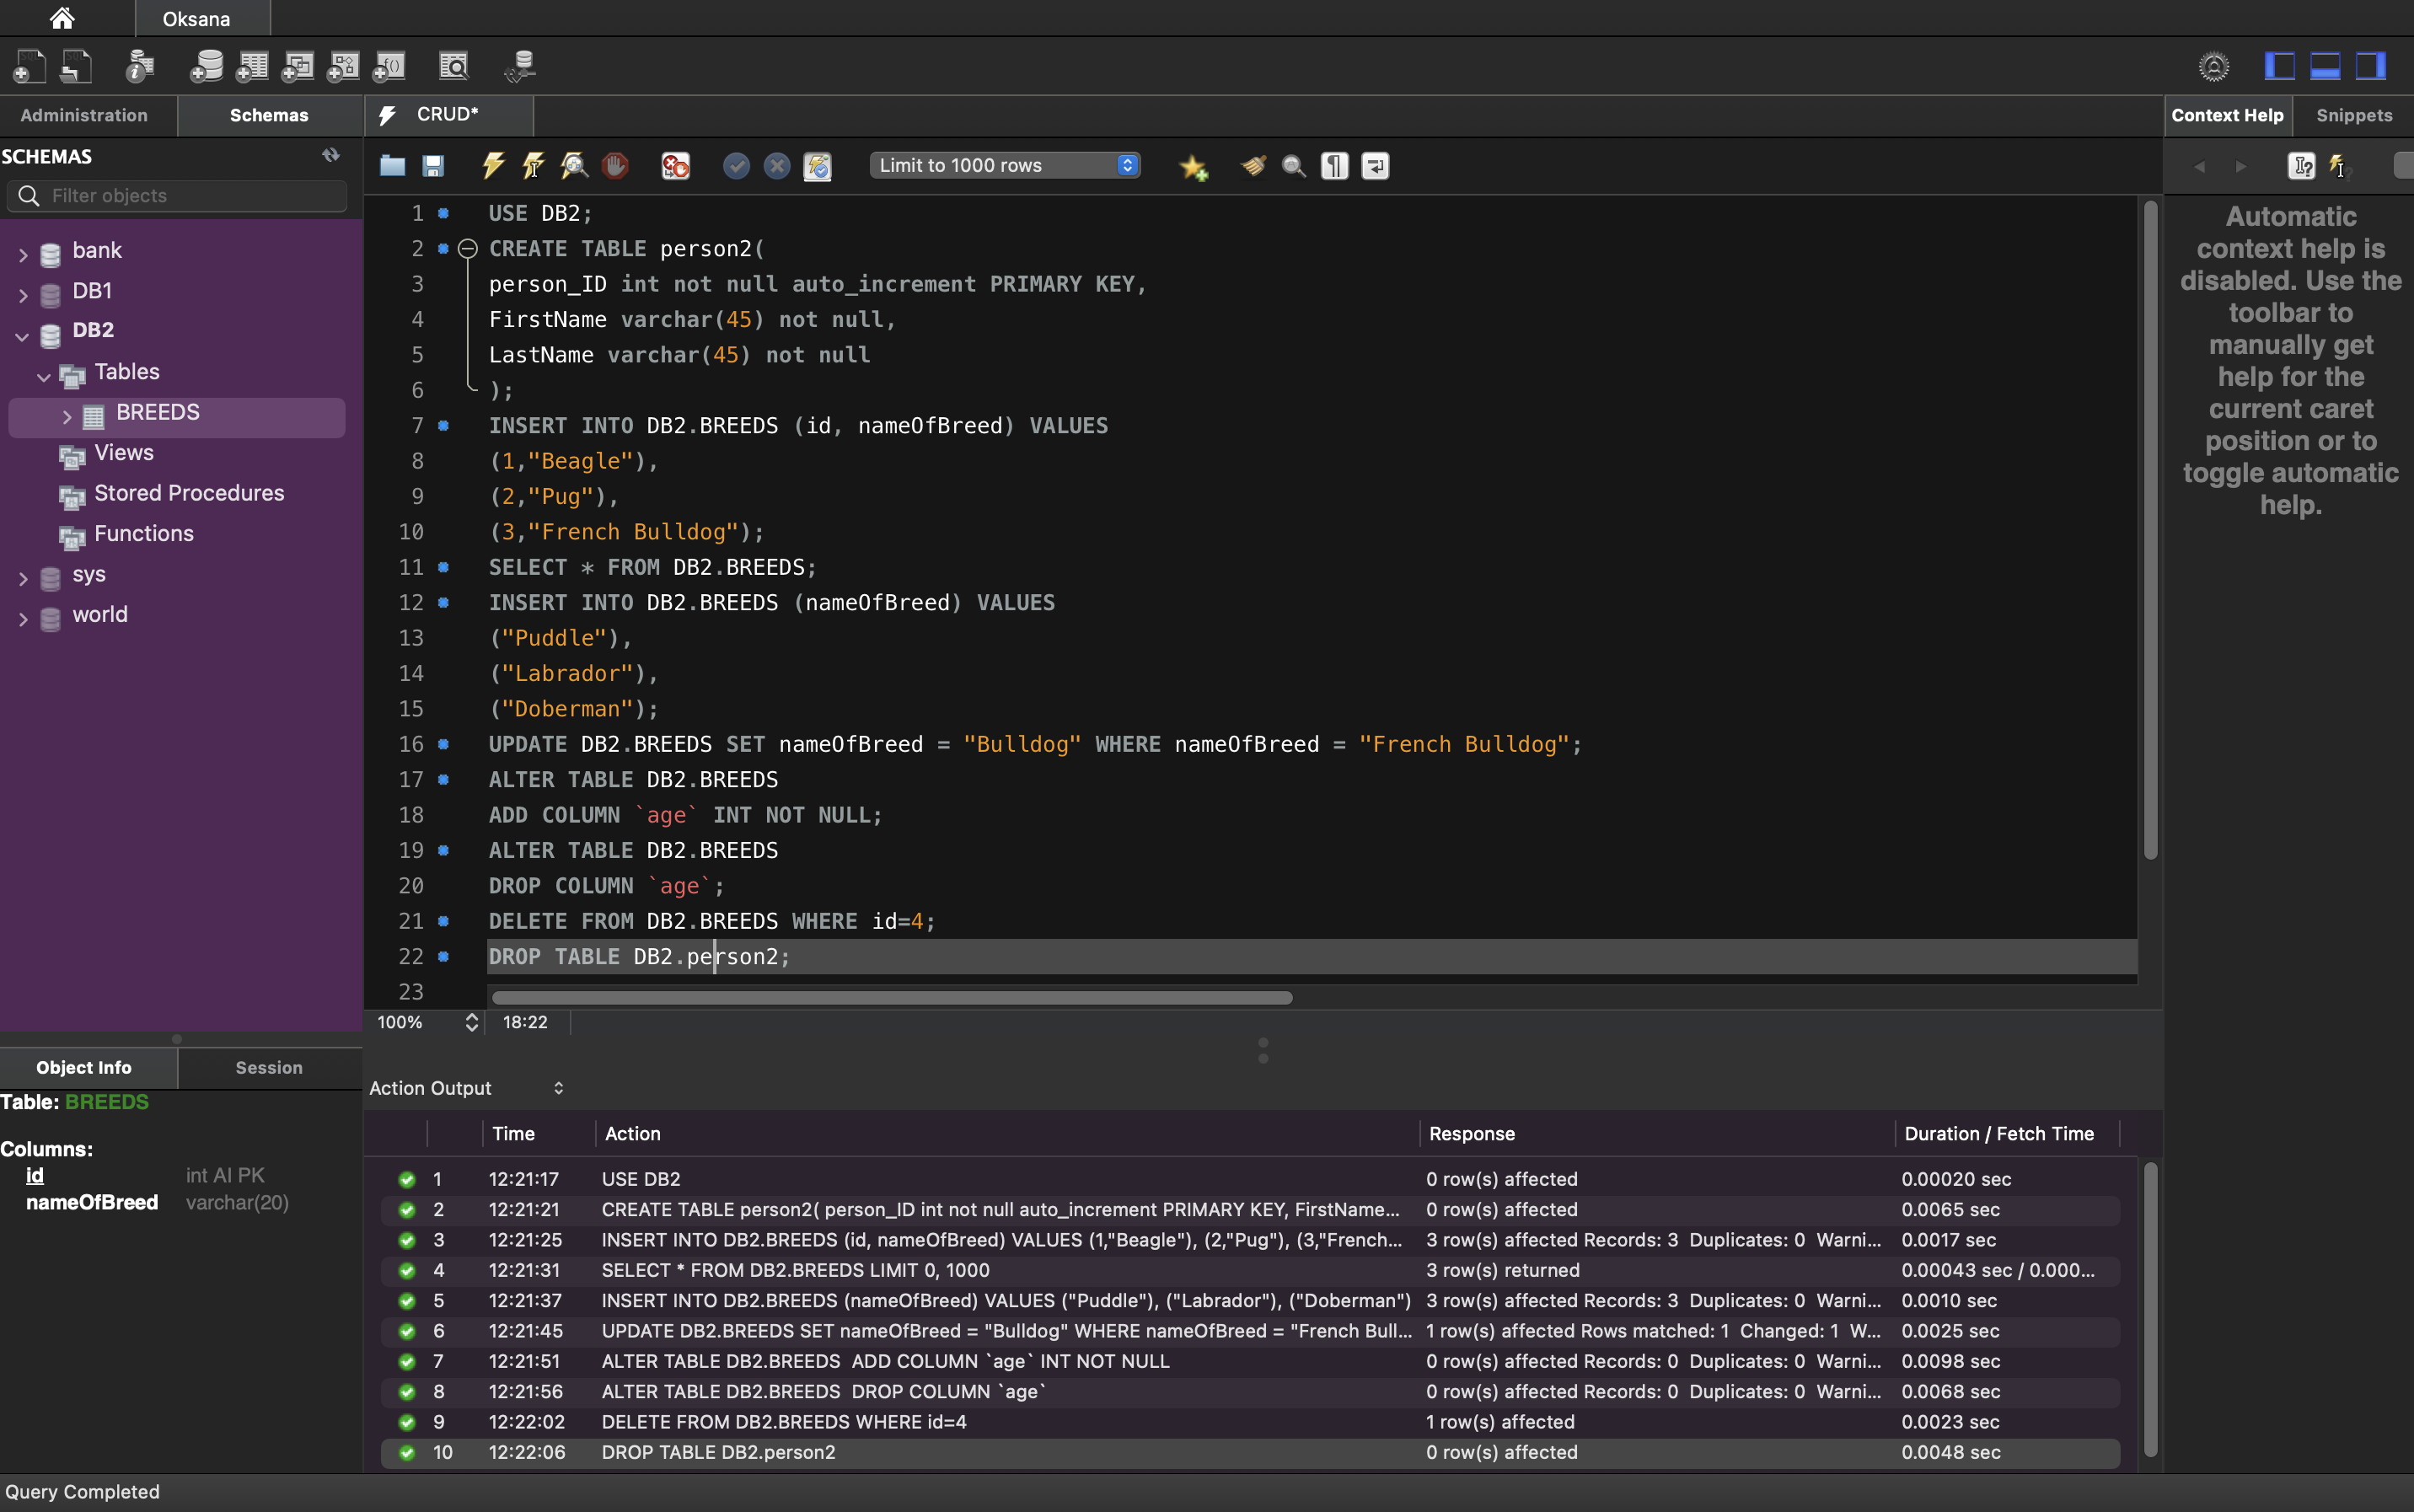 Oksana
Administration
Schemas
CRUD*
Context Help
Snippets
SCHEMAS
Filter objects
Limit to 1000 rows
bank
DB1
DB2
Tables
BREEDS
Views
Stored Procedures
Functions
sys
world
1 USE DB2;
2 CREATE TABLE person2(
3 person_ID int not null auto_increment PRIMARY KEY,
4 FirstName varchar(45) not null,
5 LastName varchar(45) not null
6 );
7 INSERT INTO DB2.BREEDS (id, nameOfBreed) VALUES
8 (1,"Beagle"),
9 (2,"Pug"),
10 (3,"French Bulldog");
11 SELECT * FROM DB2.BREEDS;
12 INSERT INTO DB2.BREEDS (nameOfBreed) VALUES
13 ("Puddle"),
14 ("Labrador"),
15 ("Doberman");
16 UPDATE DB2.BREEDS SET nameOfBreed = "Bulldog" WHERE nameOfBreed = "French Bulldog";
17 ALTER TABLE DB2.BREEDS
18 ADD COLUMN `age` INT NOT NULL;
19 ALTER TABLE DB2.BREEDS
20 DROP COLUMN `age`;
21 DELETE FROM DB2.BREEDS WHERE id=4;
22 DROP TABLE DB2.person2;
23
100% 18:22
Automatic
context help is
disabled. Use the
toolbar to
manually get
help for the
current caret
position or to
toggle automatic
help.
Object Info
Session
Table: BREEDS
Columns:
id int AI PK
nameOfBreed varchar(20)
Action Output
Time Action Response Duration / Fetch Time
1 12:21:17 USE DB2 0 row(s) affected 0.00020 sec
2 12:21:21 CREATE TABLE person2( person_ID int not null auto_increment PRIMARY KEY, FirstName... 0 row(s) affected 0.0065 sec
3 12:21:25 INSERT INTO DB2.BREEDS (id, nameOfBreed) VALUES (1,"Beagle"), (2,"Pug"), (3,"French... 3 row(s) affected Records: 3 Duplicates: 0 Warni... 0.0017 sec
4 12:21:31 SELECT * FROM DB2.BREEDS LIMIT 0, 1000 3 row(s) returned 0.00043 sec / 0.000...
5 12:21:37 INSERT INTO DB2.BREEDS (nameOfBreed) VALUES ("Puddle"), ("Labrador"), ("Doberman") 3 row(s) affected Records: 3 Duplicates: 0 Warni... 0.0010 sec
6 12:21:45 UPDATE DB2.BREEDS SET nameOfBreed = "Bulldog" WHERE nameOfBreed = "French Bull... 1 row(s) affected Rows matched: 1 Changed: 1 W... 0.0025 sec
7 12:21:51 ALTER TABLE DB2.BREEDS ADD COLUMN `age` INT NOT NULL 0 row(s) affected Records: 0 Duplicates: 0 Warni... 0.0098 sec
8 12:21:56 ALTER TABLE DB2.BREEDS DROP COLUMN `age` 0 row(s) affected Records: 0 Duplicates: 0 Warni... 0.0068 sec
9 12:22:02 DELETE FROM DB2.BREEDS WHERE id=4 1 row(s) affected 0.0023 sec
10 12:22:06 DROP TABLE DB2.person2 0 row(s) affected 0.0048 sec
Query Completed